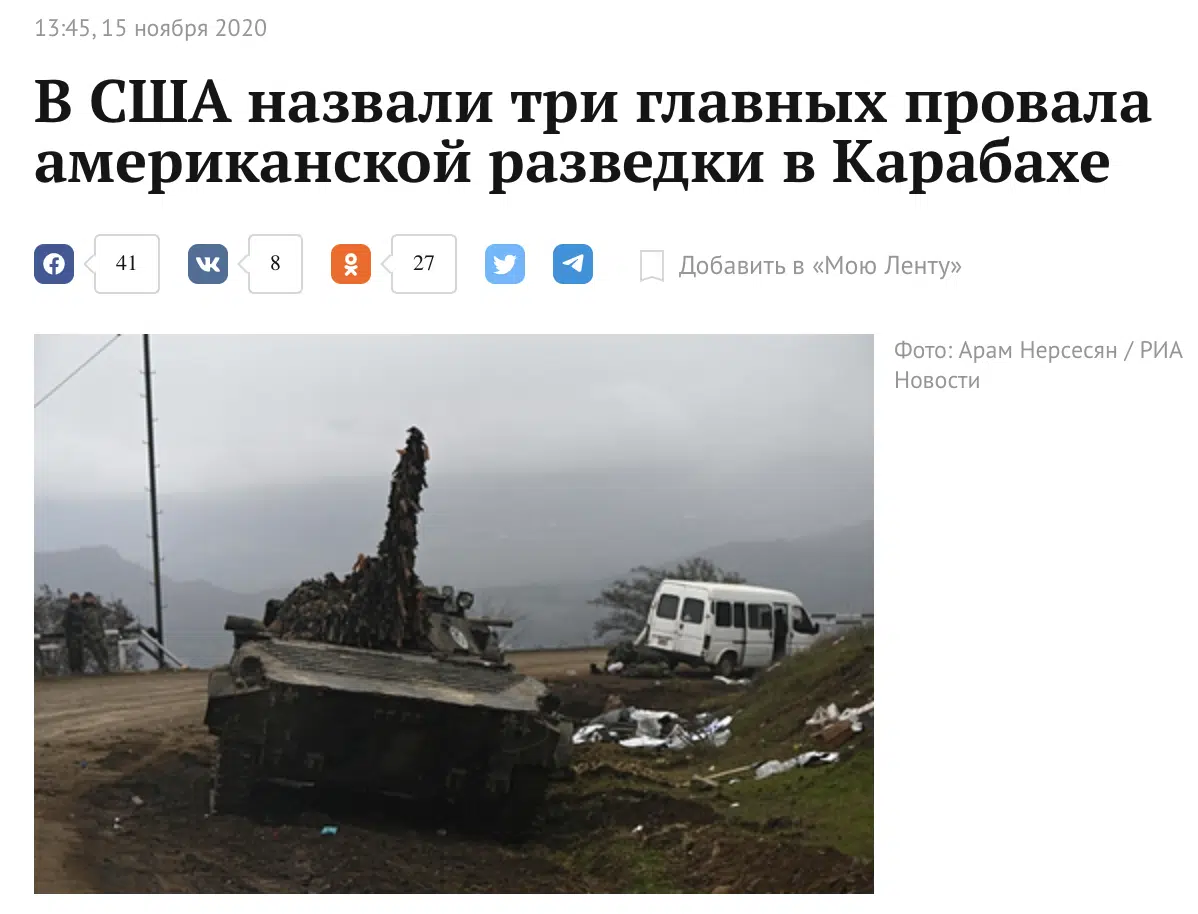 13:45, 15 ноября 2020
В США назвали три главных провала
американской разведки в Карабахе
41
8
27
Добавить в «Мою Ленту»
Фото: Арам Нерсесян / РИА
Новости